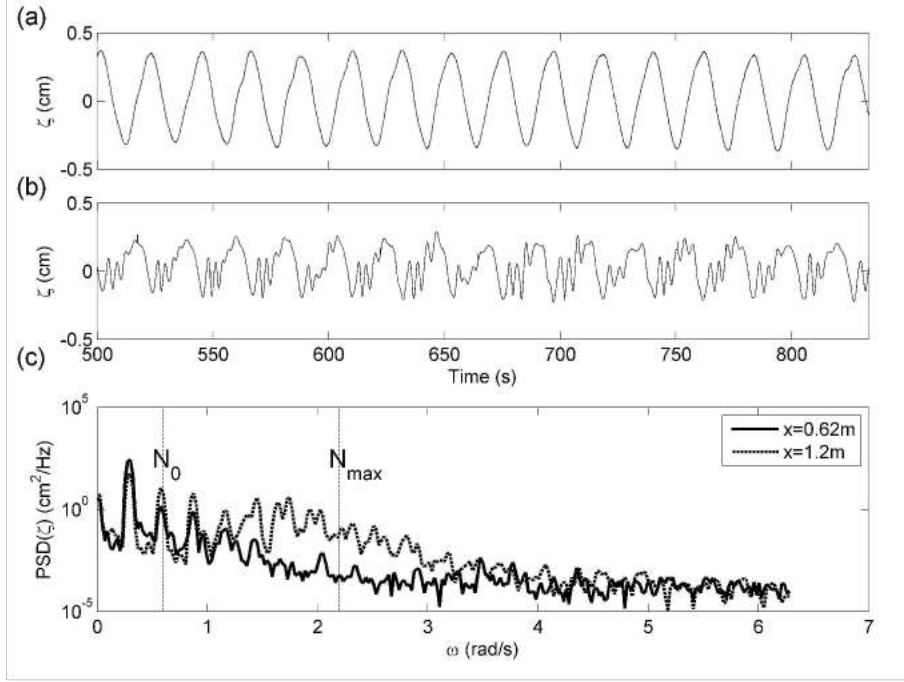 (a)
0.5
ζ (cm)
0
-0.5
(b)
0.5
ζ (cm)
0
-0.5
500 550 600 650 700 750 800
Time (s)
(c)
10^5
PSD(ζ) (cm²/Hz)
10^0
10^-5
N_0
N_max
x=0.62m
x=1.2m
0 1 2 3 4 5 6 7
ω (rad/s)